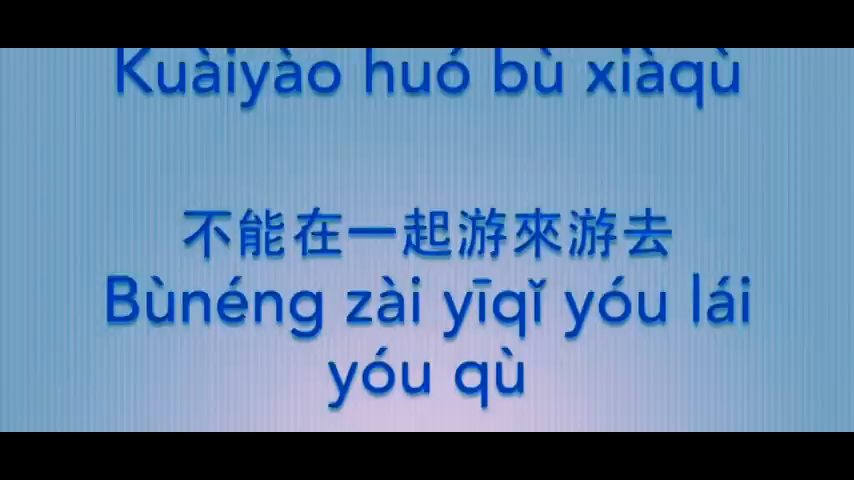 Kuàiyào huó bù xiàqù
不能在一起游來游去
Bùnéng zài yīqǐ yóu lái
yóu qù